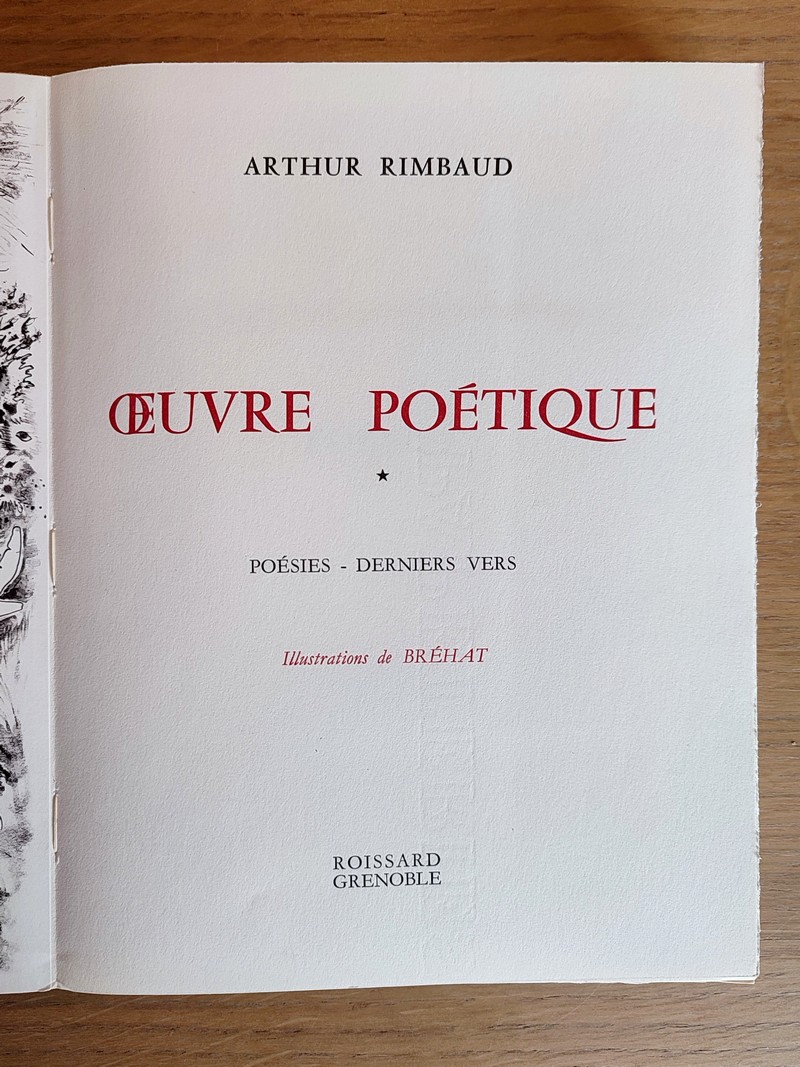 ARTHUR RIMBAUD
ŒUVRE POÉTIQUE
★
POÉSIES - DERNIERS VERS
Illustrations de BRÉHAT
ROISSARD
GRENOBLE